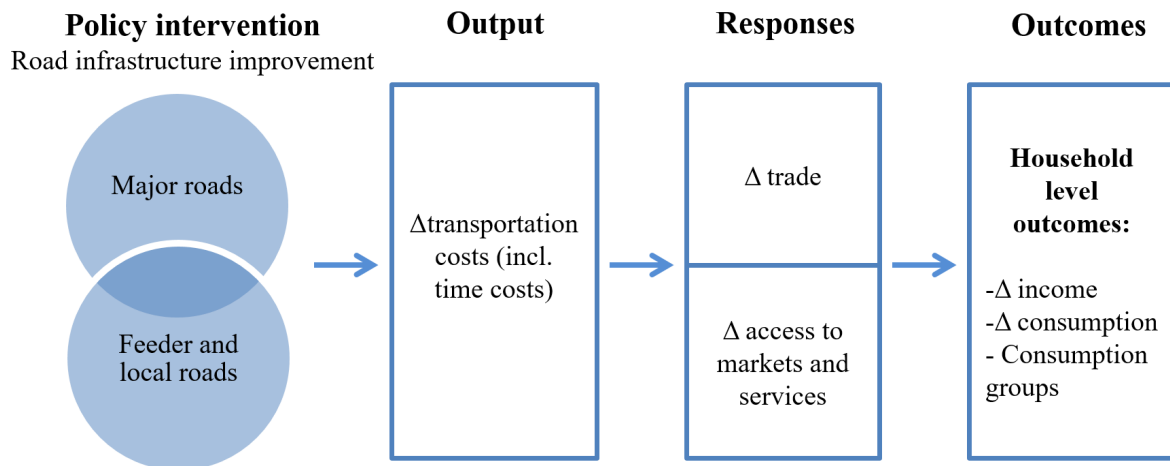 Policy intervention
Road infrastructure improvement
Major roads
Feeder and
local roads
Output
Δtransportation
costs (incl.
time costs)
Responses
Δ trade
Δ access to
markets and
services
Outcomes
Household
level
outcomes:
-Δ income
-Δ consumption
- Consumption
groups